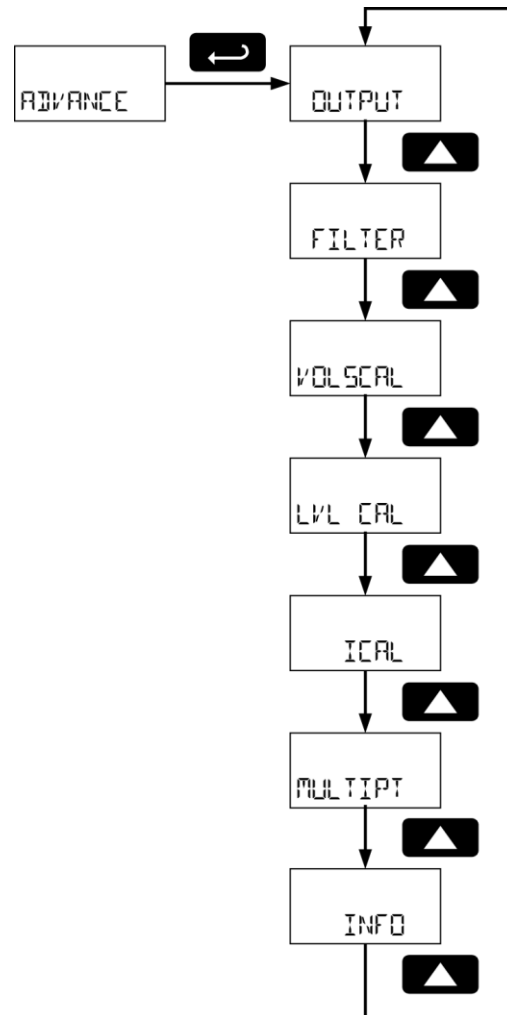 ADVANCE
OUTPUT
FILTER
VOLSCAL
LVL CAL
ICAL
MULTIPT
INFO